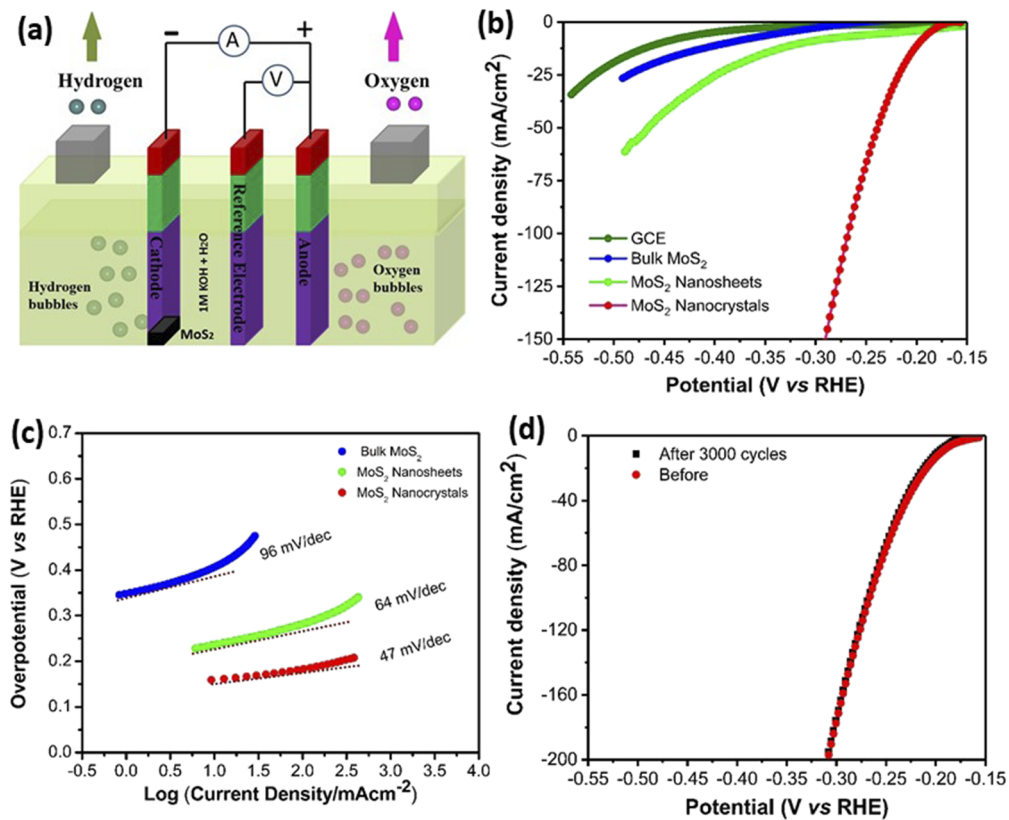 (a)
Hydrogen
−
A
+
V
Oxygen
Cathode
1M KOH + H2O
Reference Electrode
Anode
Hydrogen
bubbles
Oxygen
bubbles
MoS2
(b)
Current density (mA/cm²)
0
-25
-50
-75
-100
-125
-150
GCE
Bulk MoS₂
MoS₂ Nanosheets
MoS₂ Nanocrystals
-0.55 -0.50 -0.45 -0.40 -0.35 -0.30 -0.25 -0.20 -0.15
Potential (V vs RHE)
(c)
Overpotential (V vs RHE)
0.7
0.6
0.5
0.4
0.3
0.2
0.1
0.0
Bulk MoS₂
MoS₂ Nanosheets
MoS₂ Nanocrystals
96 mV/dec
64 mV/dec
47 mV/dec
-0.5 0.0 0.5 1.0 1.5 2.0 2.5 3.0 3.5 4.0
Log (Current Density/mAcm⁻²)
(d)
Current density (mA/cm²)
0
-40
-80
-120
-160
-200
After 3000 cycles
Before
-0.55 -0.50 -0.45 -0.40 -0.35 -0.30 -0.25 -0.20 -0.15
Potential (V vs RHE)